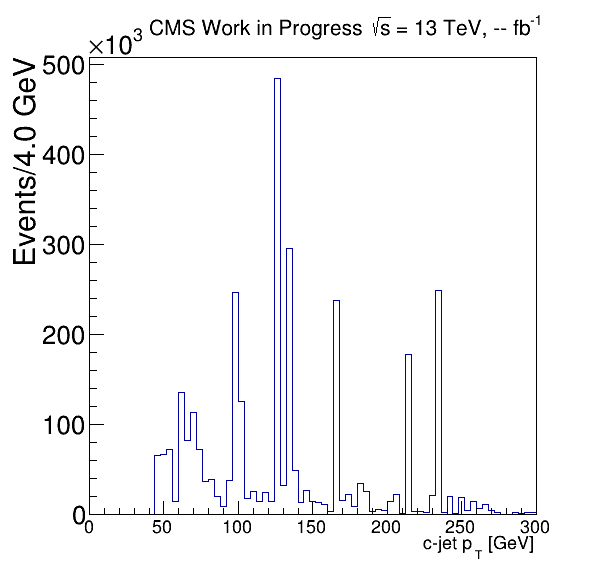 ×10³ CMS Work in Progress √s = 13 TeV, -- fb⁻¹
Events/4.0 GeV
500
400
300
200
100
0
0 50 100 150 200 250 300
c-jet p_T [GeV]